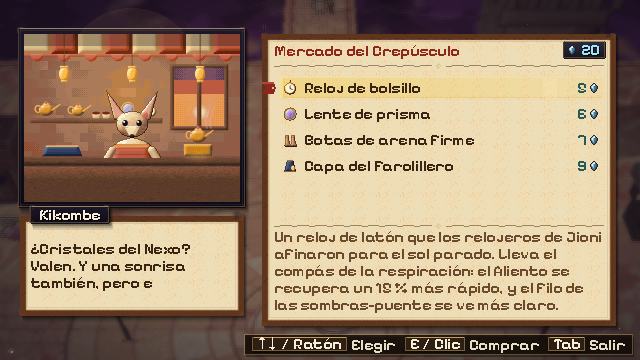 Mercado del Crepúsculo
20
Reloj de bolsillo 5
Lente de prisma 6
Botas de arena firme 7
Capa del Farolillero 9
Kikombe
¿Cristales del Nexo?
Valen. Y una sonrisa
también, pero e
Un reloj de latón que los relojeros de Jioni
afinaron para el sol parado. Lleva el
compás de la respiración: el Aliento se
recupera un 18 % más rápido, y el filo de
las sombras-puente se ve más claro.
↑↓ / Ratón Elegir E / Clic Comprar Tab Salir